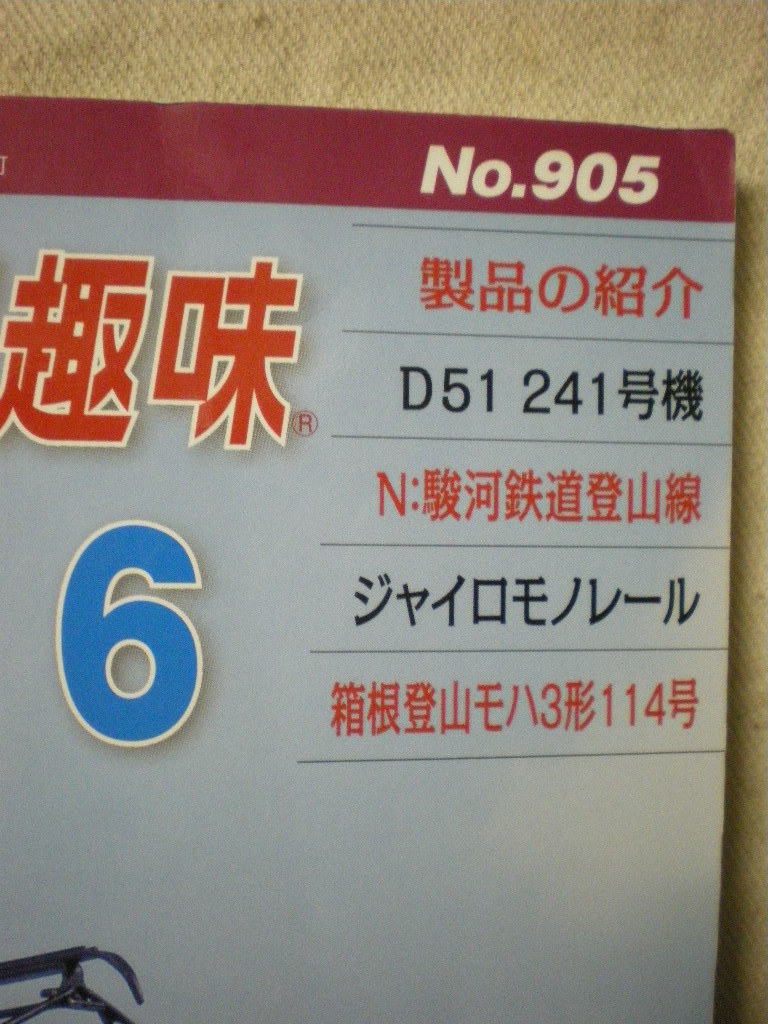 No.905
趣味®
製品の紹介
D51 241号機
N:駿河鉄道登山線
ジャイロモノレール
箱根登山モハ3形114号
6